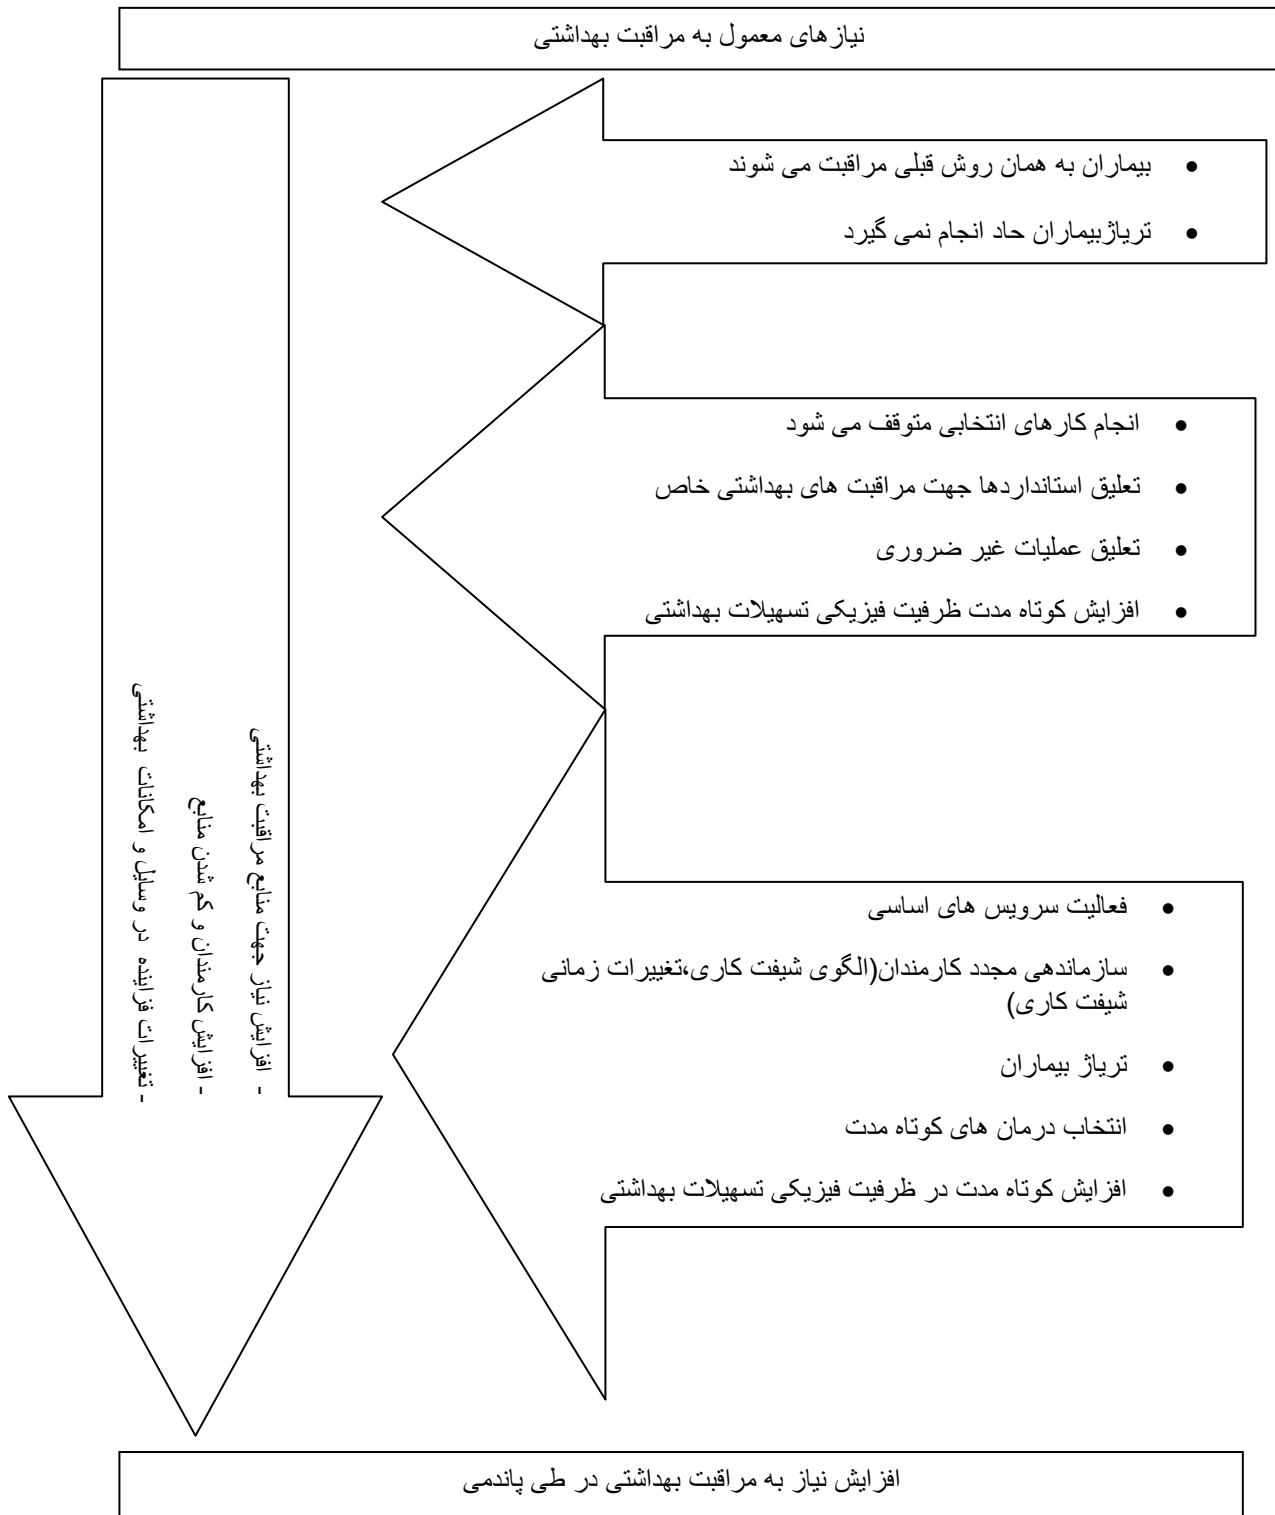 نیازهای معمول به مراقبت بهداشتی
• بیماران به همان روش قبلی مراقبت می شوند
• تریاژبیماران حاد انجام نمی گیرد
• انجام کارهای انتخابی متوقف می شود
• تعلیق استانداردها جهت مراقبت های بهداشتی خاص
• تعلیق عملیات غیر ضروری
• افزایش کوتاه مدت ظرفیت فیزیکی تسهیلات بهداشتی
• فعالیت سرویس های اساسی
• سازماندهی مجدد کارمندان(الگوی شیفت کاری،تغییرات زمانی
شیفت کاری)
• تریاژ بیماران
• انتخاب درمان های کوتاه مدت
• افزایش کوتاه مدت در ظرفیت فیزیکی تسهیلات بهداشتی
- افزایش نیاز جهت منابع مراقبت بهداشتی
- افزایش کارمندان و کم شدن منابع
- تغییرات فزاینده در وسایل و امکانات بهداشتی
افزایش نیاز به مراقبت بهداشتی در طی پاندمی